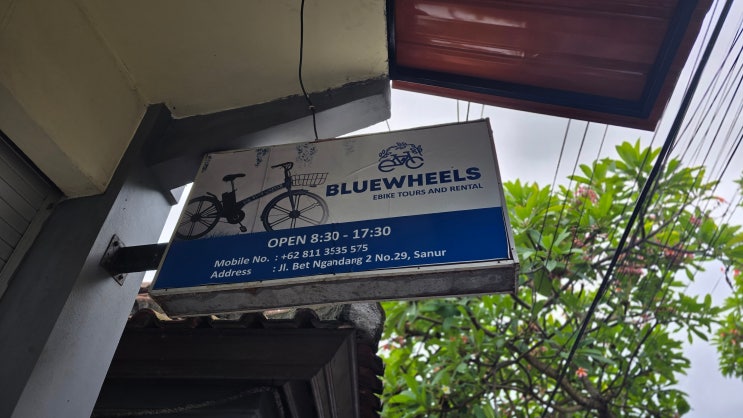 BLUEWHEELS
EBIKE TOURS AND RENTAL
OPEN 8:30 - 17:30
Mobile No. : +62 811 3535 575
Address : Jl. Bet Ngandang 2 No.29, Sanur